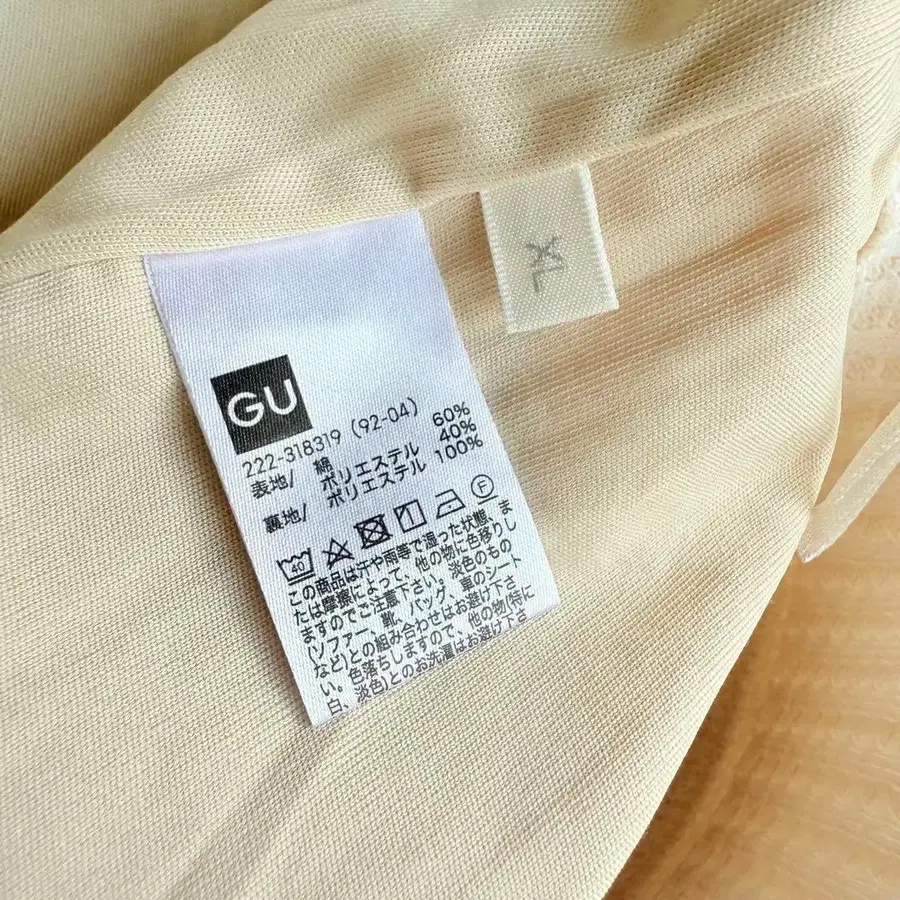 XL
GU
222-318319 (92-04)
表地/ 綿 60%
ポリエステル 40%
裏地/ ポリエステル 100%
40
F
この商品は汗や雨等で湿った状態、ま
たは摩擦によって、他の物に色移りし
ますのでご注意下さい。淡色のもの
(ソファー、靴、バッグ、車のシート
など)との組み合わせはお避け下さ
い。色落ちしますので、他の物(特に
白、淡色)とのお洗濯はお避け下さ